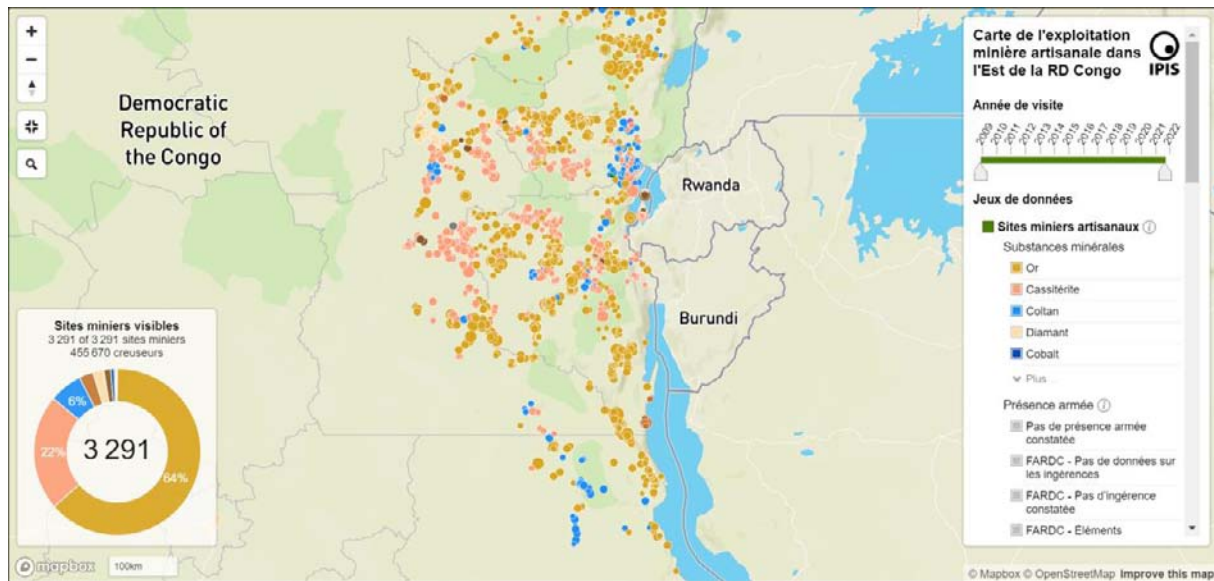 Democratic
Republic of
the Congo
Rwanda
Burundi
Sites miniers visibles
3 291 of 3 291 sites miniers
455 670 creuseurs
6%
22%
3 291
64%
mapbox
100km
Carte de l'exploitation
minière artisanale dans
l'Est de la RD Congo
IPIS
Année de visite
2009
2010
2011
2012
2013
2014
2015
2016
2017
2018
2019
2020
2021
2022
Jeux de données
Sites miniers artisanaux
Substances minérales
Or
Cassitérite
Coltan
Diamant
Cobalt
Plus ...
Présence armée
Pas de présence armée
constatée
FARDC - Pas de données sur
les ingérences
FARDC - Pas d'ingérence
constatée
FARDC - Éléments
© Mapbox © OpenStreetMap Improve this map